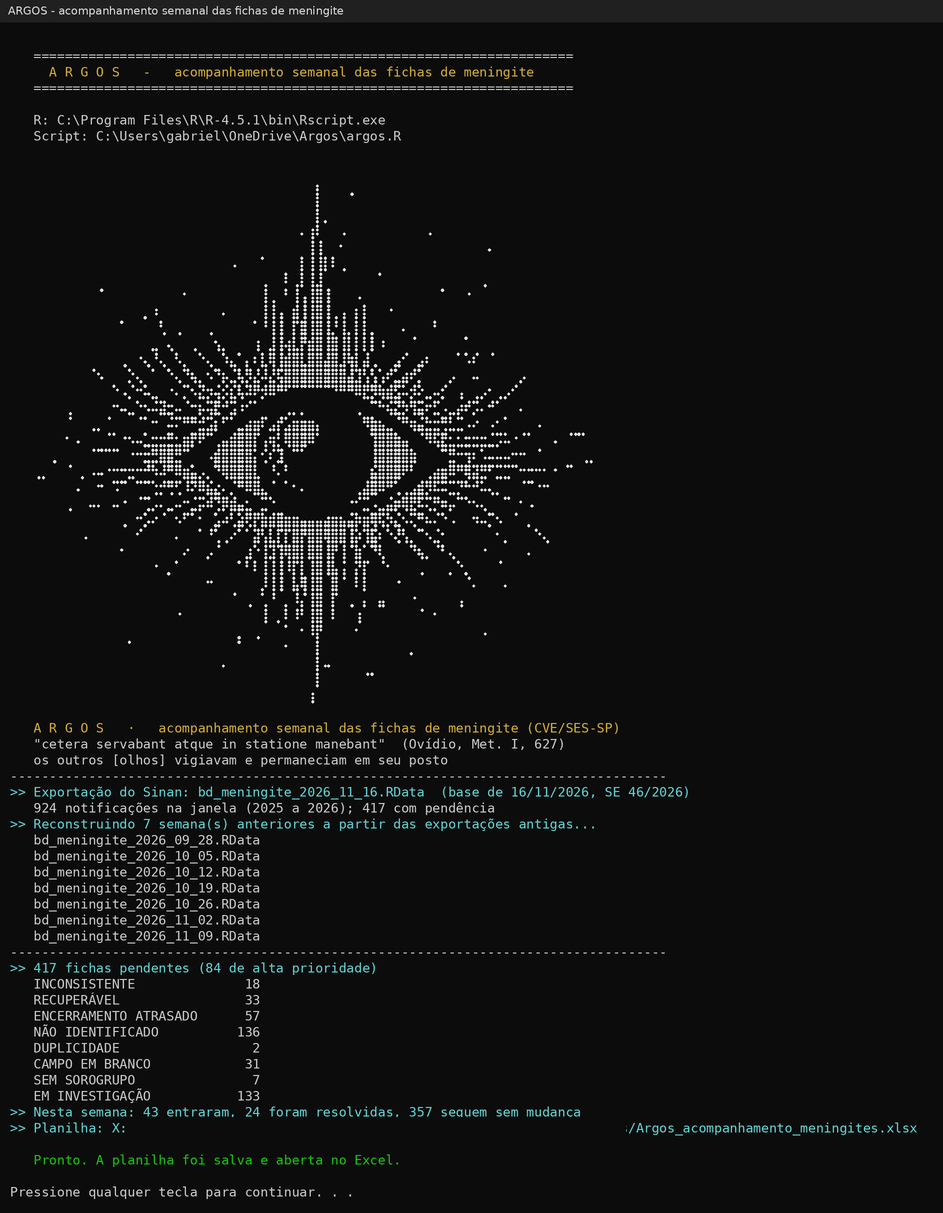 ARGOS - acompanhamento semanal das fichas de meningite
=====================================================================
A R G O S   -   acompanhamento semanal das fichas de meningite
=====================================================================
R: C:\Program Files\R\R-4.5.1\bin\Rscript.exe
Script: C:\Users\gabriel\OneDrive\Argos\argos.R
A R G O S   ·   acompanhamento semanal das fichas de meningite (CVE/SES-SP)
"cetera servabant atque in statione manebant"  (Ovídio, Met. I, 627)
os outros [olhos] vigiavam e permaneciam em seu posto
------------------------------------------------------------------------------------
>> Exportação do Sinan: bd_meningite_2026_11_16.RData  (base de 16/11/2026, SE 46/2026)
924 notificações na janela (2025 a 2026); 417 com pendência
>> Reconstruindo 7 semana(s) anteriores a partir das exportações antigas...
bd_meningite_2026_09_28.RData
bd_meningite_2026_10_05.RData
bd_meningite_2026_10_12.RData
bd_meningite_2026_10_19.RData
bd_meningite_2026_10_26.RData
bd_meningite_2026_11_02.RData
bd_meningite_2026_11_09.RData
------------------------------------------------------------------------------------
>> 417 fichas pendentes (84 de alta prioridade)
INCONSISTENTE              18
RECUPERÁVEL                33
ENCERRAMENTO ATRASADO      57
NÃO IDENTIFICADO          136
DUPLICIDADE                 2
CAMPO EM BRANCO            31
SEM SOROGRUPO               7
EM INVESTIGAÇÃO           133
>> Nesta semana: 43 entraram, 24 foram resolvidas, 357 seguem sem mudanca
>> Planilha: X: /Argos_acompanhamento_meningites.xlsx
Pronto. A planilha foi salva e aberta no Excel.
Pressione qualquer tecla para continuar. . .